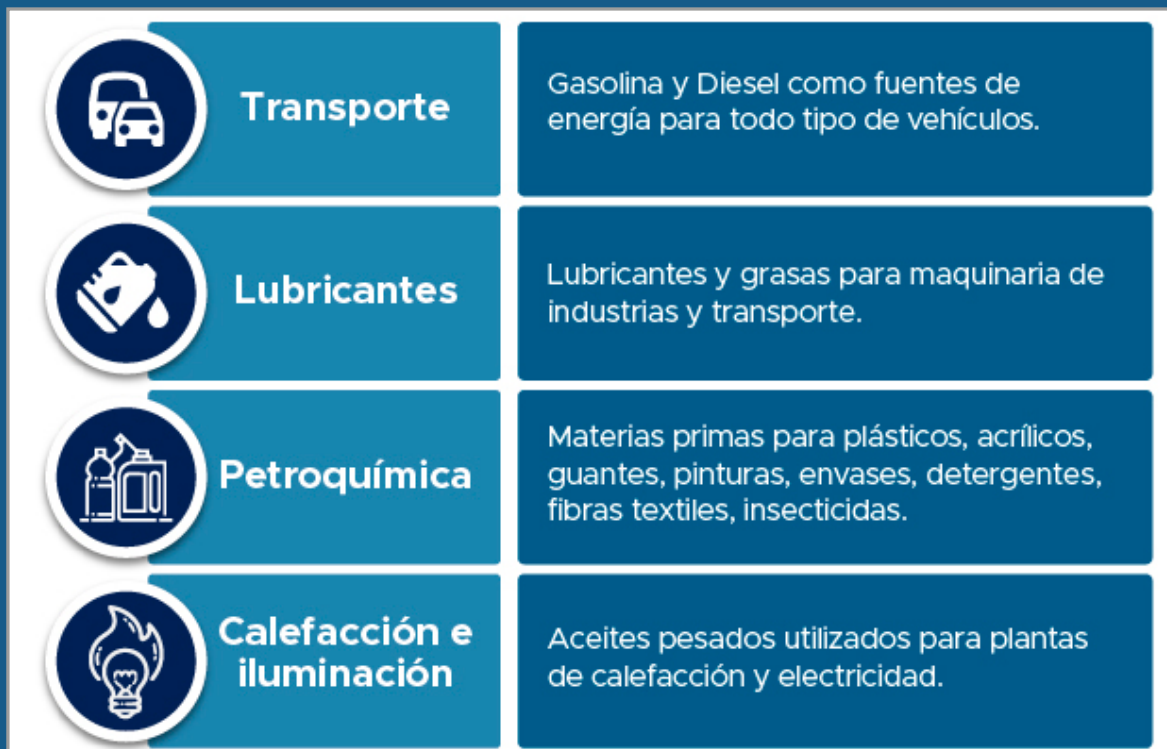 Transporte
Gasolina y Diesel como fuentes de
energía para todo tipo de vehículos.
Lubricantes
Lubricantes y grasas para maquinaria de
industrias y transporte.
Petroquímica
Materias primas para plásticos, acrílicos,
guantes, pinturas, envases, detergentes,
fibras textiles, insecticidas.
Calefacción e
iluminación
Aceites pesados utilizados para plantas
de calefacción y electricidad.